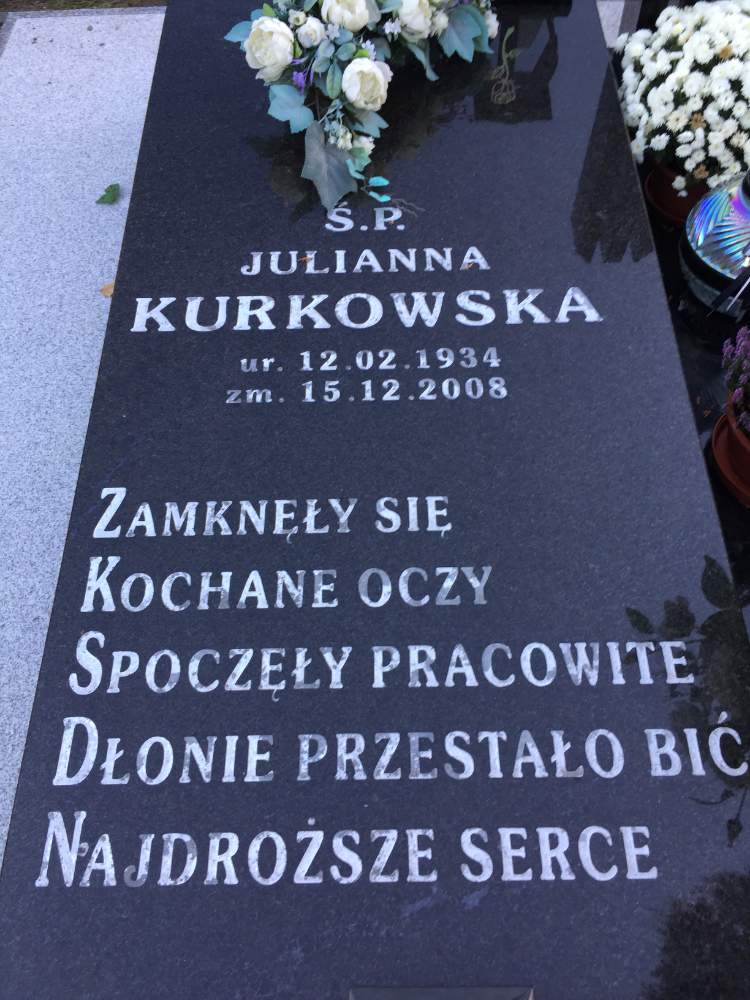 Ś.P.
JULIANNA
KURKOWSKA
ur. 12.02.1934
zm. 15.12.2008
ZAMKNĘŁY SIĘ
KOCHANE OCZY
SPOCZĘŁY PRACOWITE
DŁONIE PRZESTAŁO BIĆ
NAJDROŻSZE SERCE